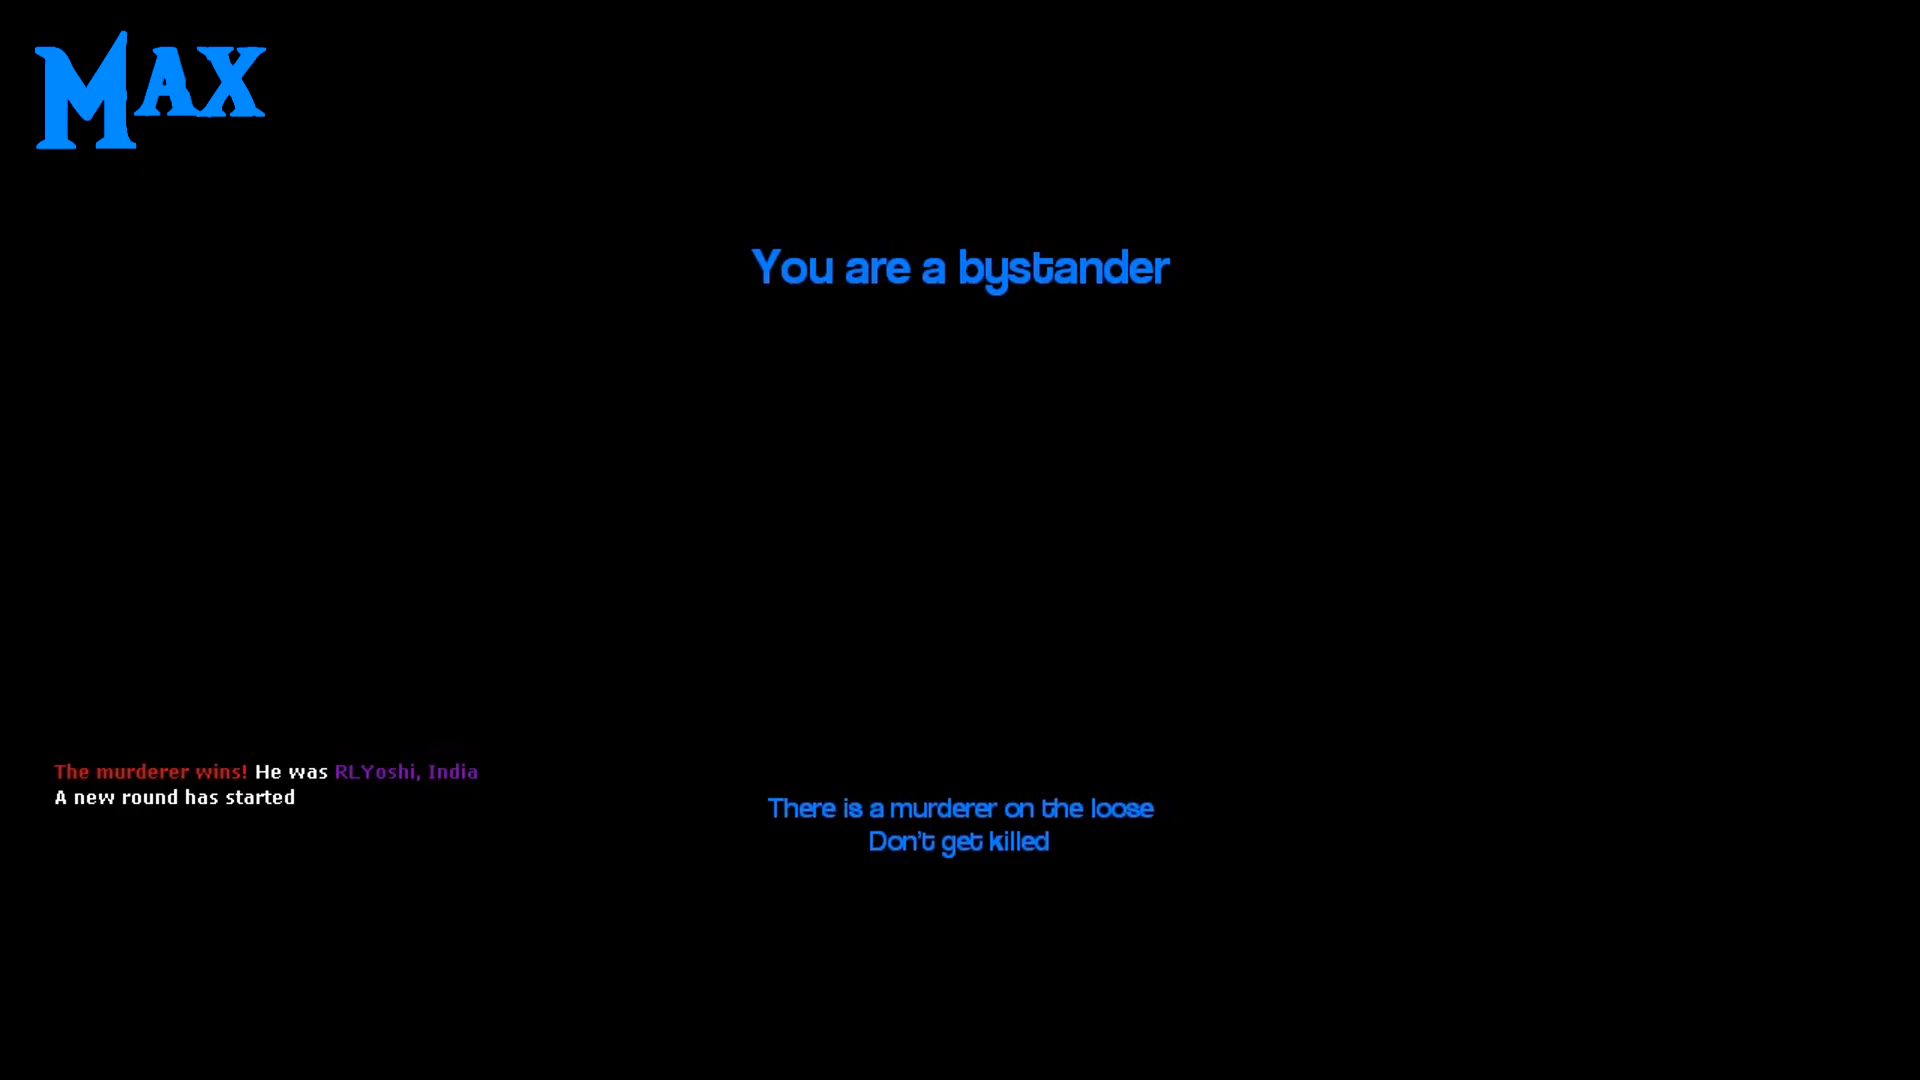 MAX
You are a bystander
The murderer wins! He was RLYoshi, India
A new round has started
There is a murderer on the loose
Don't get killed